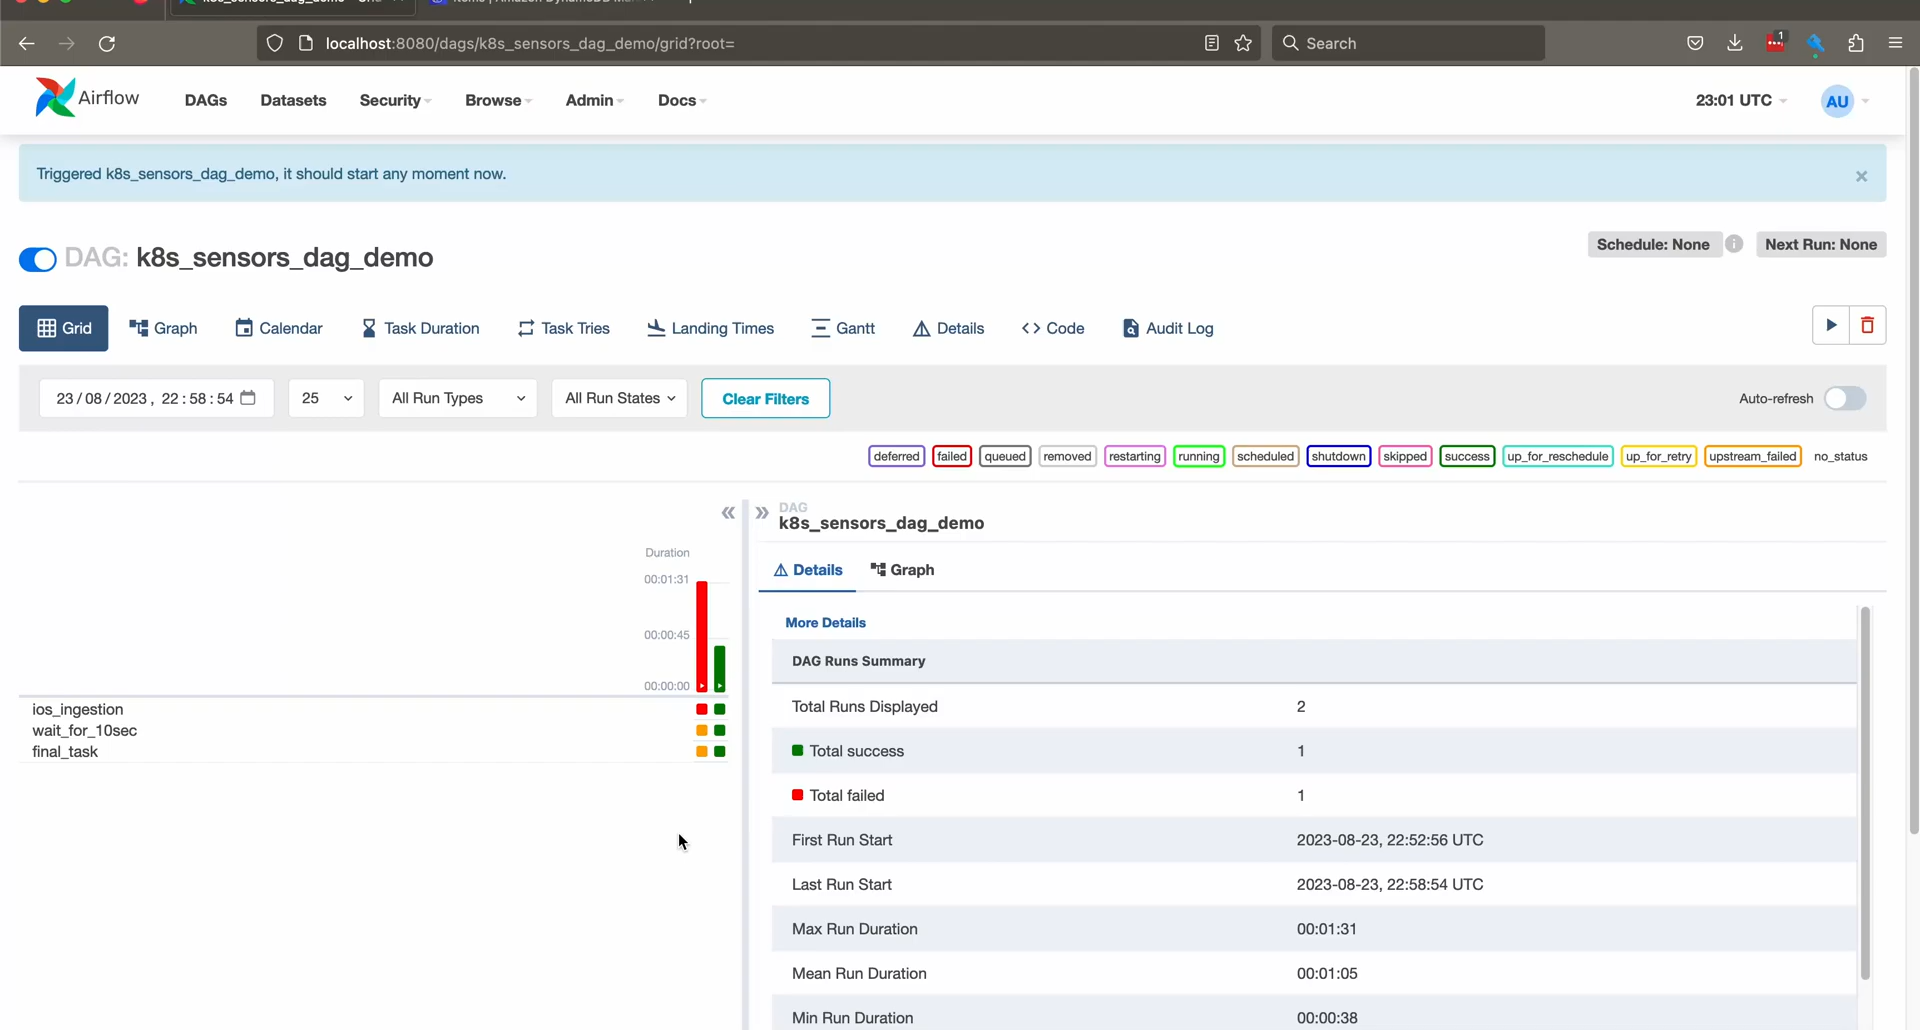 localhost:8080/dags/k8s_sensors_dag_demo/grid?root=
Search
1
Airflow
DAGs
Datasets
Security
Browse
Admin
Docs
23:01 UTC
AU
Triggered k8s_sensors_dag_demo, it should start any moment now.
×
DAG: k8s_sensors_dag_demo
Schedule: None
Next Run: None
Grid
Graph
Calendar
Task Duration
Task Tries
Landing Times
Gantt
Details
Code
Audit Log
23/08/2023, 22:58:54
25
All Run Types
All Run States
Clear Filters
Auto-refresh
deferred
failed
queued
removed
restarting
running
scheduled
shutdown
skipped
success
up_for_reschedule
up_for_retry
upstream_failed
no_status
DAG
k8s_sensors_dag_demo
Duration
00:01:31
00:00:45
00:00:00
ios_ingestion
wait_for_10sec
final_task
Details
Graph
More Details
DAG Runs Summary
Total Runs Displayed 2
Total success 1
Total failed 1
First Run Start 2023-08-23, 22:52:56 UTC
Last Run Start 2023-08-23, 22:58:54 UTC
Max Run Duration 00:01:31
Mean Run Duration 00:01:05
Min Run Duration 00:00:38